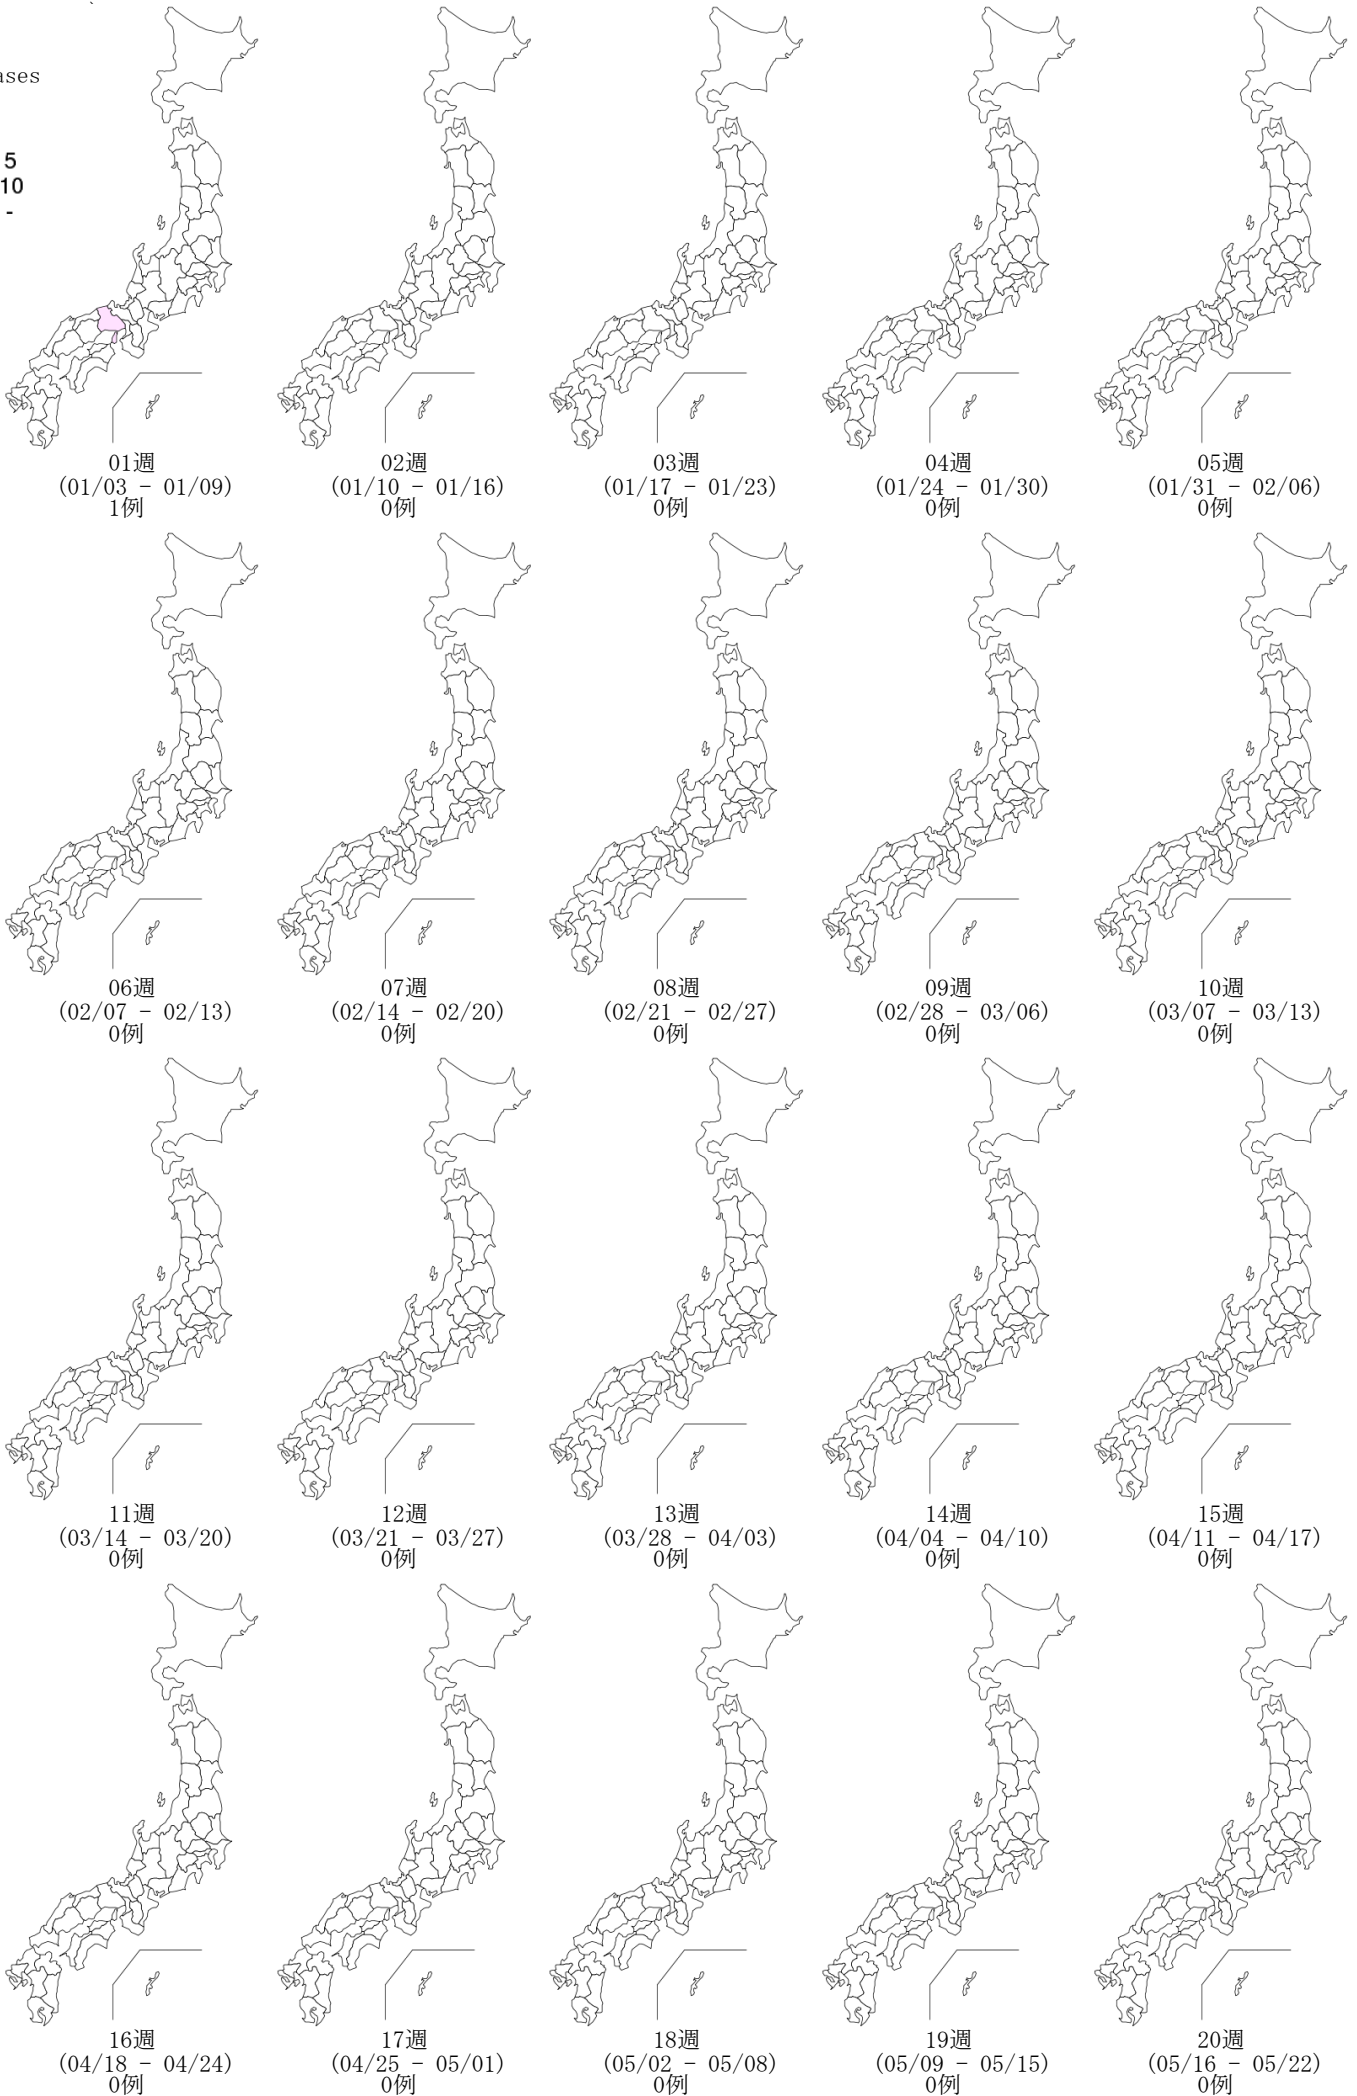 ases
5
10
-
01週
(01/03 - 01/09)
1例
02週
(01/10 - 01/16)
0例
03週
(01/17 - 01/23)
0例
04週
(01/24 - 01/30)
0例
05週
(01/31 - 02/06)
0例
06週
(02/07 - 02/13)
0例
07週
(02/14 - 02/20)
0例
08週
(02/21 - 02/27)
0例
09週
(02/28 - 03/06)
0例
10週
(03/07 - 03/13)
0例
11週
(03/14 - 03/20)
0例
12週
(03/21 - 03/27)
0例
13週
(03/28 - 04/03)
0例
14週
(04/04 - 04/10)
0例
15週
(04/11 - 04/17)
0例
16週
(04/18 - 04/24)
0例
17週
(04/25 - 05/01)
0例
18週
(05/02 - 05/08)
0例
19週
(05/09 - 05/15)
0例
20週
(05/16 - 05/22)
0例